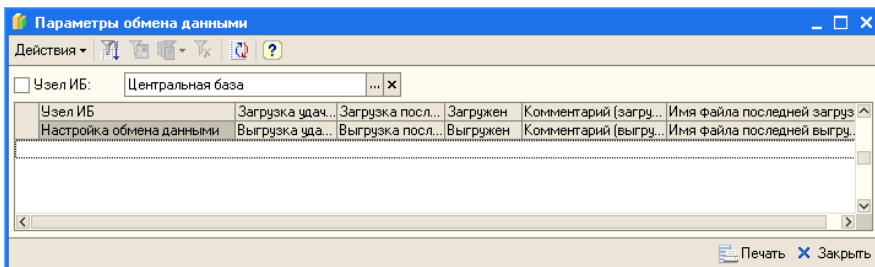 Параметры обмена данными
Действия
Узел ИБ: Центральная база ...
Узел ИБ Загрузка удач... Загрузка посл... Загружен Комментарий (загру... Имя файла последней загруз
Настройка обмена данными Выгрузка уда... Выгрузка посл... Выгружен Комментарий (выгру... Имя файла последней выгру...
Печать Закрыть